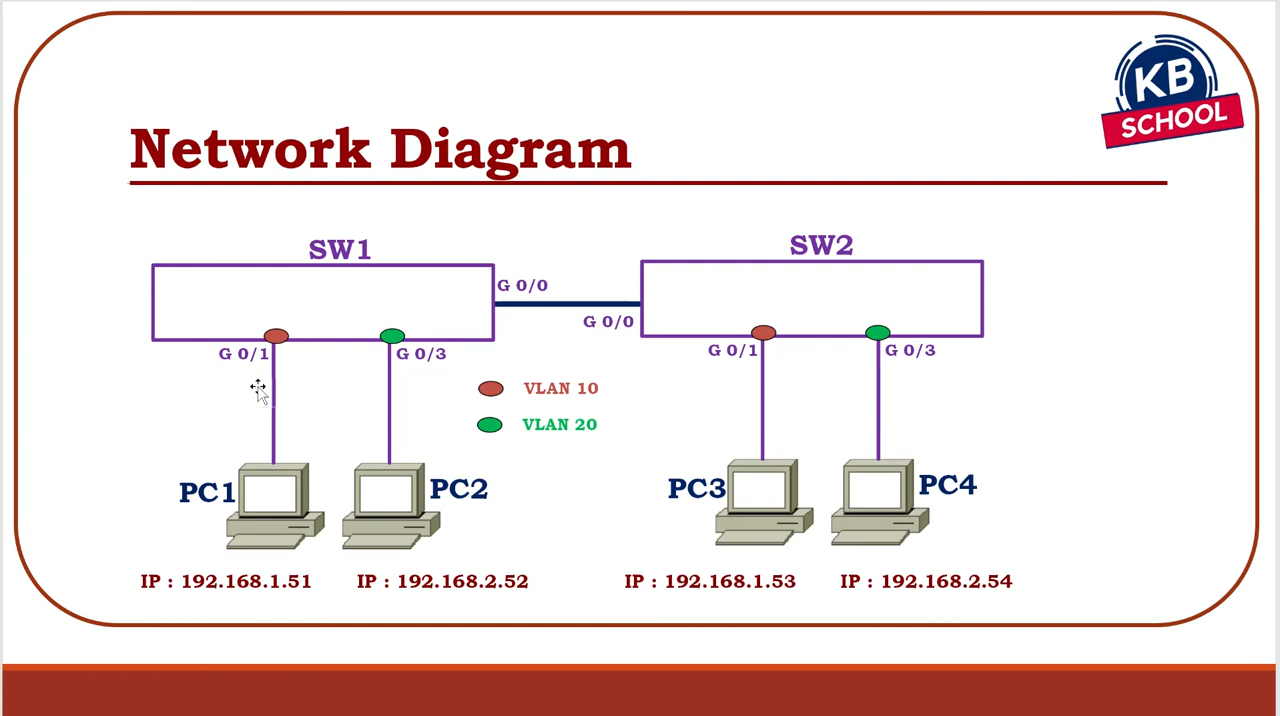 KB
SCHOOL
Network Diagram
SW1
SW2
G 0/0
G 0/0
G 0/1
G 0/3
G 0/1
G 0/3
VLAN 10
VLAN 20
PC1
PC2
PC3
PC4
IP : 192.168.1.51
IP : 192.168.2.52
IP : 192.168.1.53
IP : 192.168.2.54